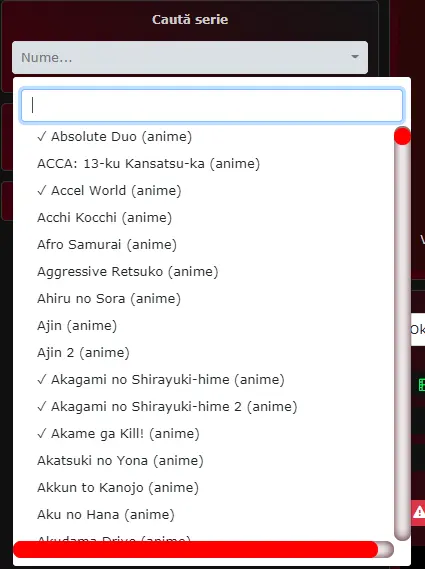 Caută serie
Nume...
✓ Absolute Duo (anime)
ACCA: 13-ku Kansatsu-ka (anime)
✓ Accel World (anime)
Acchi Kocchi (anime)
Afro Samurai (anime)
Aggressive Retsuko (anime)
Ahiru no Sora (anime)
Ajin (anime)
Ajin 2 (anime)
✓ Akagami no Shirayuki-hime (anime)
✓ Akagami no Shirayuki-hime 2 (anime)
✓ Akame ga Kill! (anime)
Akatsuki no Yona (anime)
Akkun to Kanojo (anime)
Aku no Hana (anime)
Akudama Drive (anime)
Ok